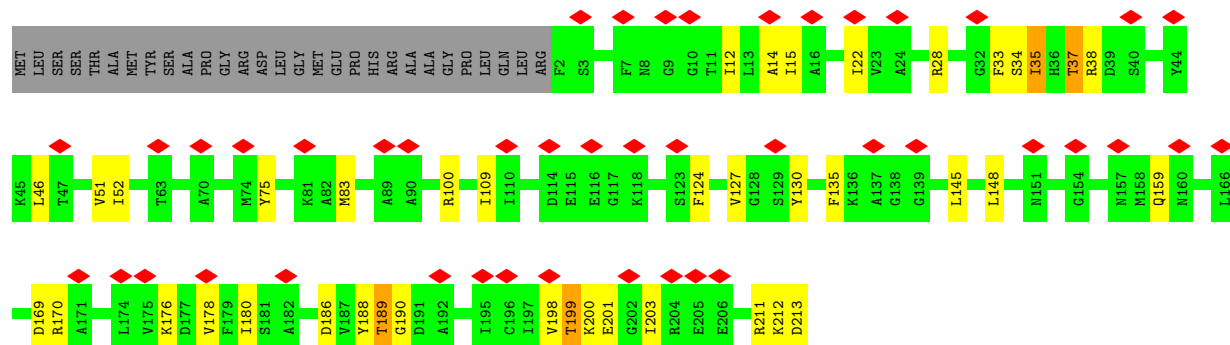 MET LEU SER SER THR ALA MET TYR SER ALA PRO GLY ARG ASP LEU GLY MET GLU PRO HIS ARG ALA ALA GLY PRO LEU GLN LEU ARG F2 S3 F7 N8 G9 G10 T11 I12 L13 A14 I15 A16 I22 V23 A24 R28 G32 F33 S34 I35 H36 T37 R38 D39 S40 Y44
K45 L46 T47 V51 I52 T63 A70 M74 Y75 K81 A82 M83 A89 A90 R100 I109 I110 D114 E115 E116 G117 K118 S123 F124 V127 G128 S129 Y130 F135 K136 A137 G138 G139 L145 L148 N151 G154 N157 M158 Q159 N160 L166
D169 R170 A171 L174 V175 K176 D177 V178 F179 I180 S181 A182 D186 V187 Y188 T189 G190 D191 A192 I195 C196 I197 V198 T199 K200 E201 G202 I203 R204 E205 E206 R211 K212 D213